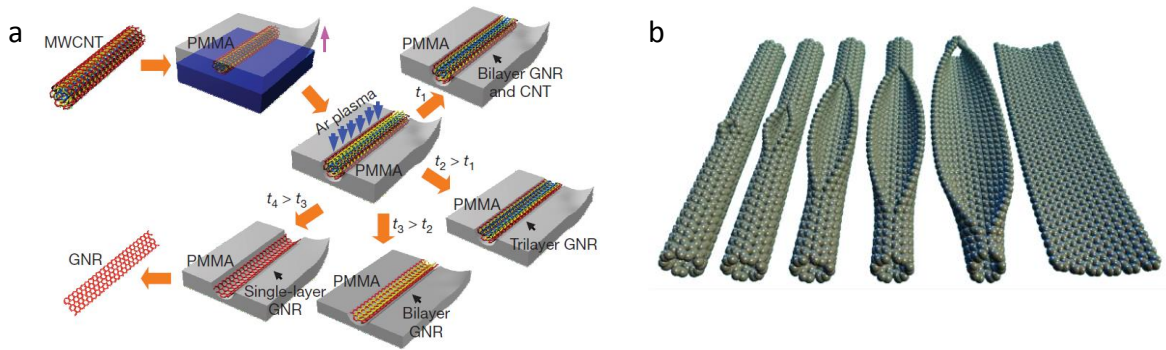 a
MWCNT
PMMA
PMMA
Bilayer GNR
and CNT
t₁
Ar plasma
PMMA
t₂ > t₁
PMMA
Trilayer GNR
t₃ > t₂
PMMA
Bilayer
GNR
t₄ > t₃
PMMA
Single-layer
GNR
GNR
b